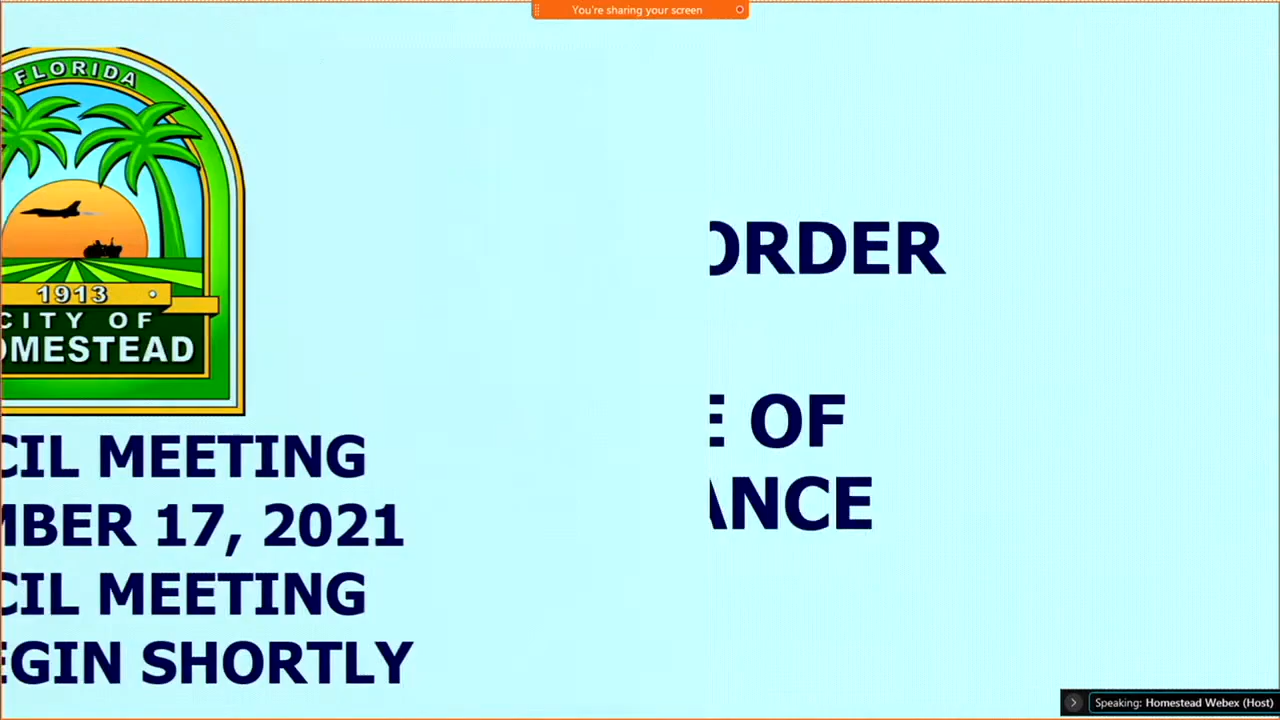 You're sharing your screen
FLORIDA
1913
CITY OF
OMESTEAD
CIL MEETING
MBER 17, 2021
CIL MEETING
EGIN SHORTLY
ORDER
E OF
ANCE
Speaking: Homestead Webex (Host)